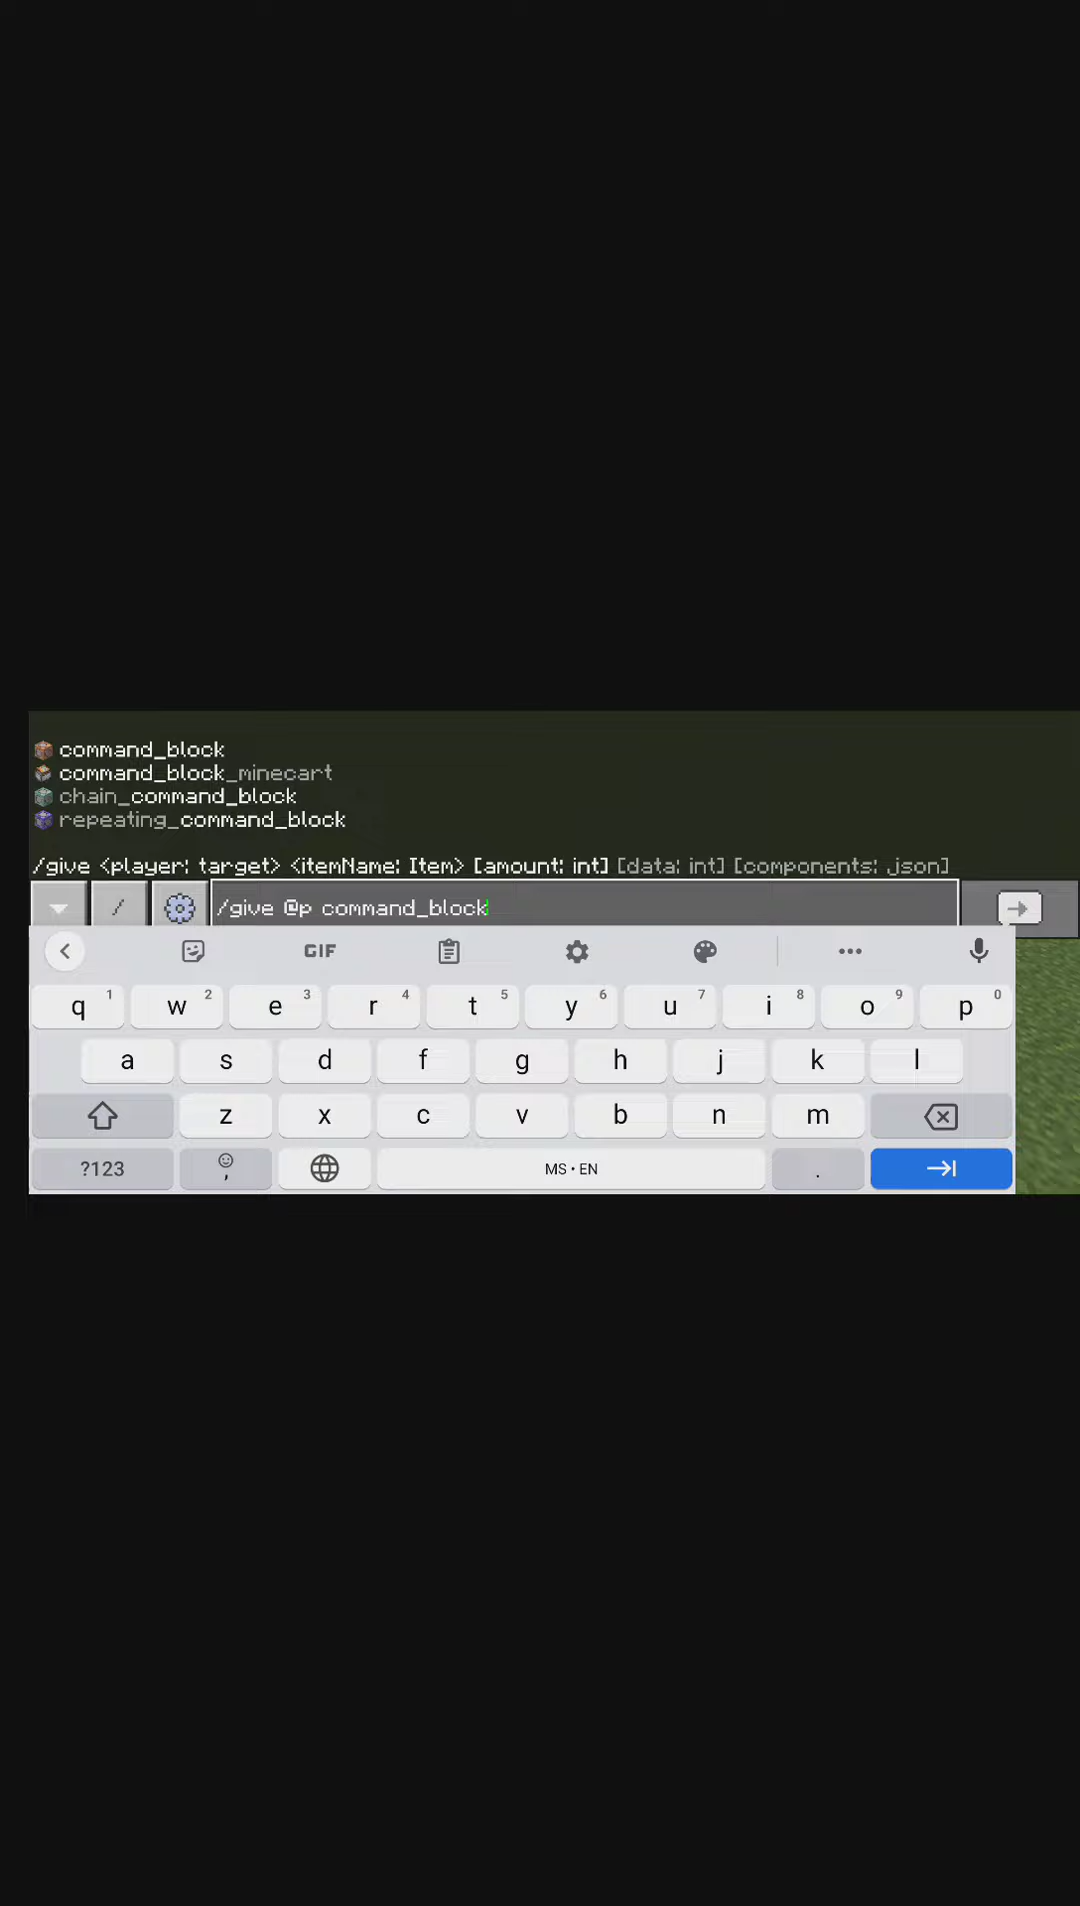 command_block
command_block_minecart
chain_command_block
repeating_command_block
/give <player: target> <itemName: Item> [amount: int] [data: int] [components: json]
/
/give @p command_block
GIF
q 1 w 2 e 3 r 4 t 5 y 6 u 7 i 8 o 9 p 0
a s d f g h j k l
z x c v b n m
?123 , MS • EN .